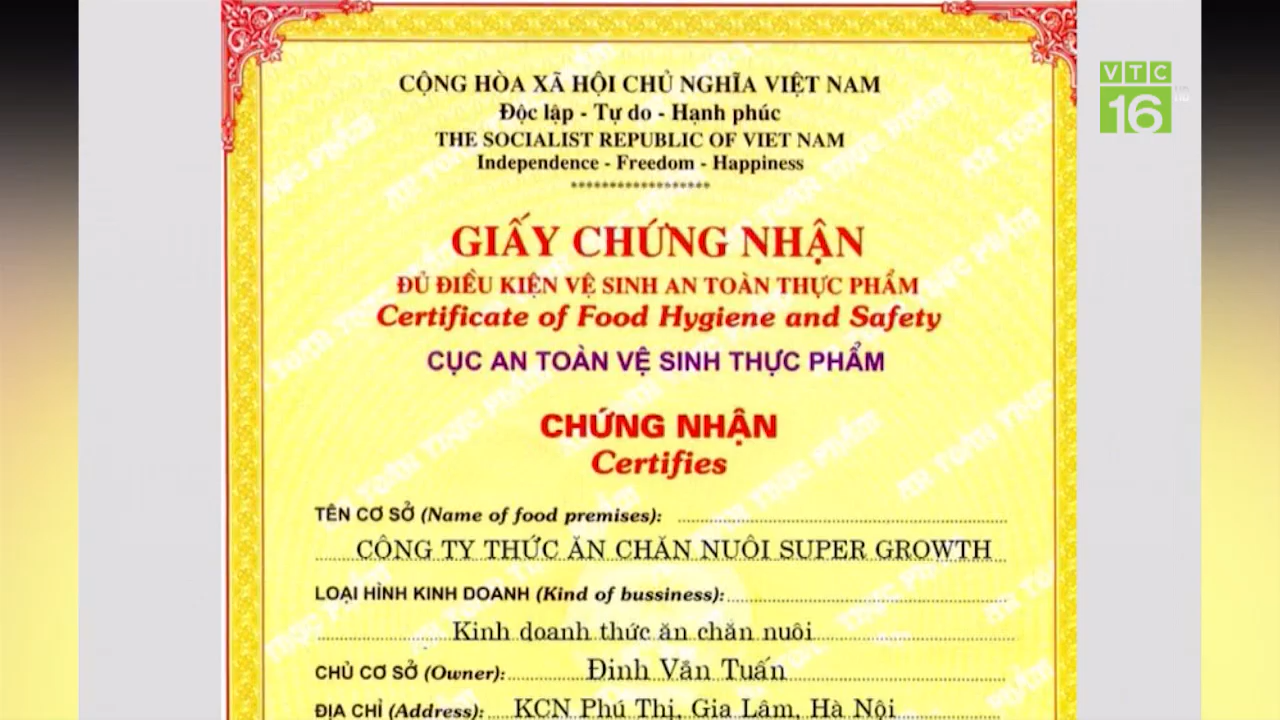 VTC
16
HD
CỘNG HÒA XÃ HỘI CHỦ NGHĨA VIỆT NAM
Độc lập - Tự do - Hạnh phúc
THE SOCIALIST REPUBLIC OF VIET NAM
Independence - Freedom - Happiness
******************
GIẤY CHỨNG NHẬN
ĐỦ ĐIỀU KIỆN VỆ SINH AN TOÀN THỰC PHẨM
Certificate of Food Hygiene and Safety
CỤC AN TOÀN VỆ SINH THỰC PHẨM
CHỨNG NHẬN
Certifies
TÊN CƠ SỞ (Name of food premises):
CÔNG TY THỨC ĂN CHĂN NUÔI SUPER GROWTH
LOẠI HÌNH KINH DOANH (Kind of bussiness):
Kinh doanh thức ăn chăn nuôi
CHỦ CƠ SỞ (Owner): Đinh Văn Tuấn
ĐỊA CHỈ (Address): KCN Phú Thị, Gia Lâm, Hà Nội